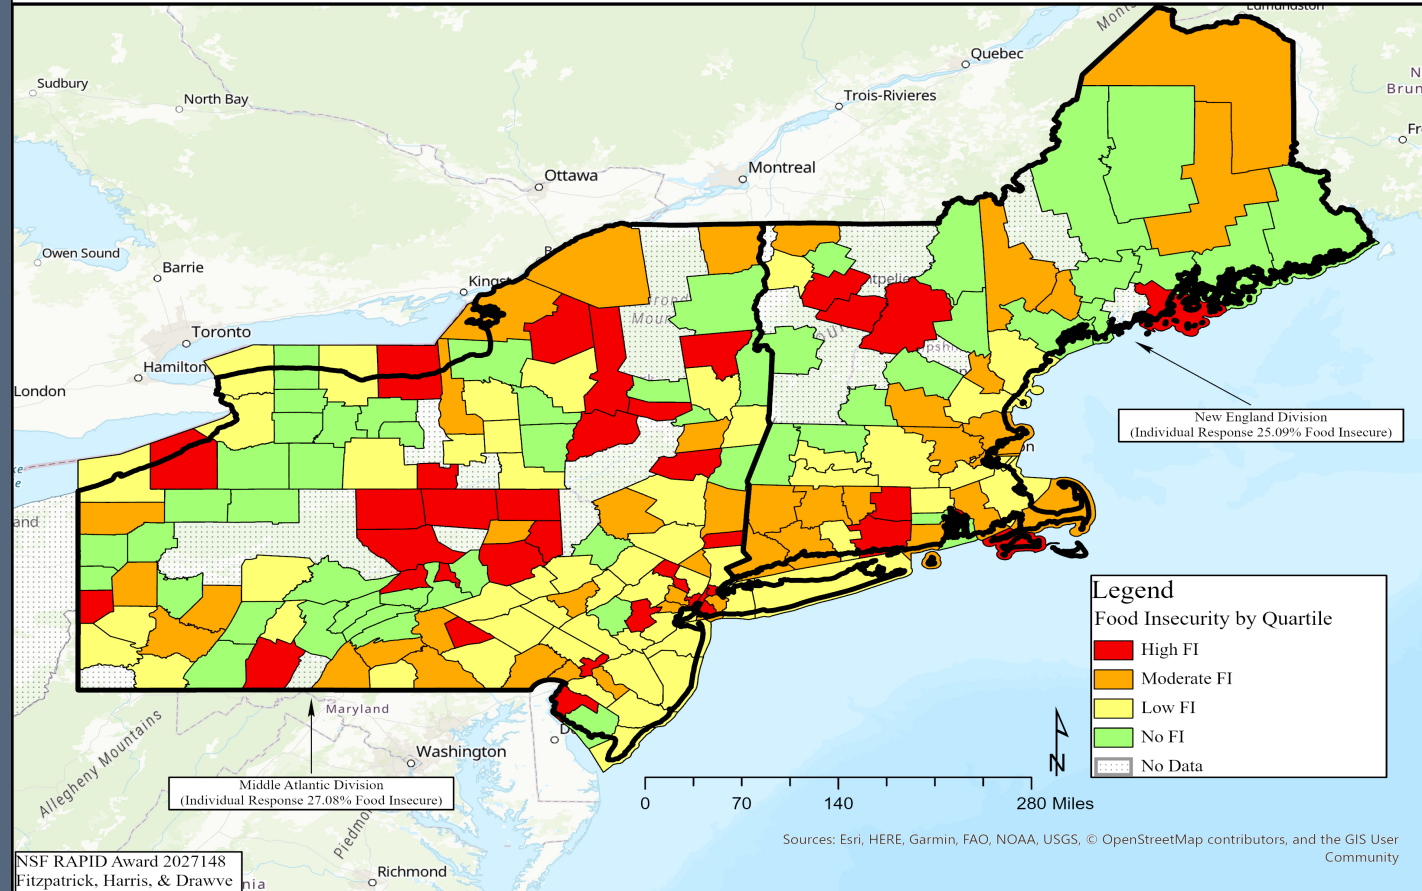 Edmundston
Quebec
Sudbury
North Bay
Trois-Rivieres
Montreal
Ottawa
Owen Sound
Barrie
Kingst
Toronto
Hamilton
London
New England Division
(Individual Response 25.09% Food Insecure)
Legend
Food Insecurity by Quartile
High FI
Moderate FI
Low FI
No FI
No Data
Maryland
Allegheny Mountains
Washington
Middle Atlantic Division
(Individual Response 27.08% Food Insecure)
N
0 70 140 280 Miles
Sources: Esri, HERE, Garmin, FAO, NOAA, USGS, © OpenStreetMap contributors, and the GIS User
Community
NSF RAPID Award 2027148
Fitzpatrick, Harris, & Drawve
Richmond